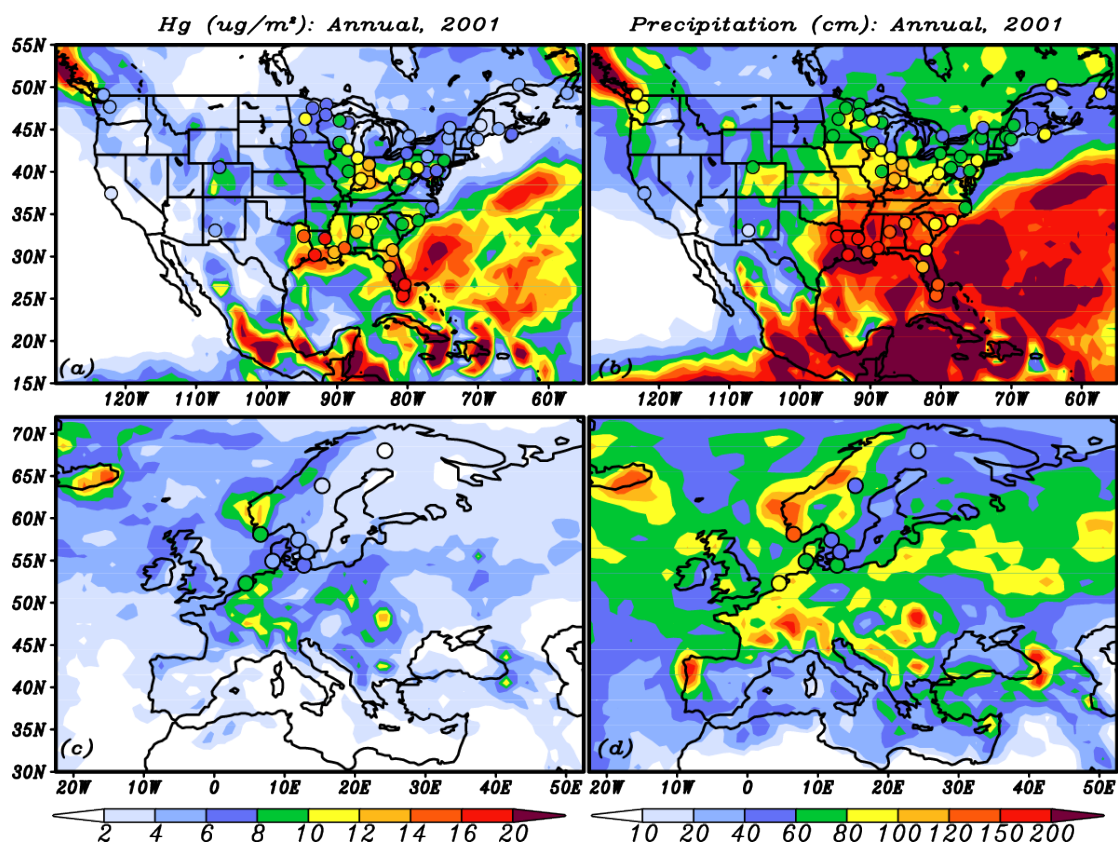 Hg (ug/m²): Annual, 2001
Precipitation (cm): Annual, 2001
55N
50N
45N
40N
35N
30N
25N
20N
15N
(a)
(b)
120W 110W 100W 90W 80W 70W 60W
120W 110W 100W 90W 80W 70W 60W
70N
65N
60N
55N
50N
45N
40N
35N
30N
(c)
(d)
20W 10W 0 10E 20E 30E 40E 50E
20W 10W 0 10E 20E 30E 40E 50E
2 4 6 8 10 12 14 16 20
10 20 40 60 80 100 120 150 200